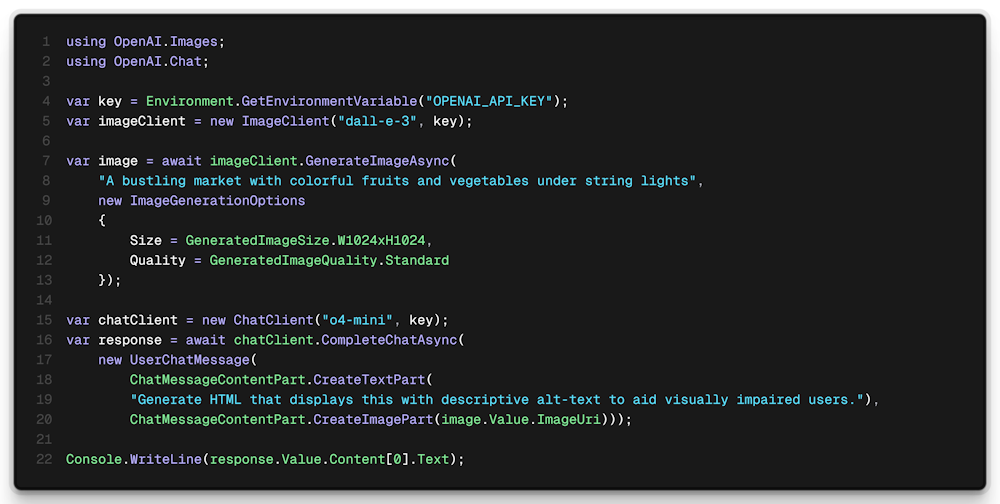 1 using OpenAI.Images;
2 using OpenAI.Chat;
3
4 var key = Environment.GetEnvironmentVariable("OPENAI_API_KEY");
5 var imageClient = new ImageClient("dall-e-3", key);
6
7 var image = await imageClient.GenerateImageAsync(
8     "A bustling market with colorful fruits and vegetables under string lights",
9     new ImageGenerationOptions
10     {
11         Size = GeneratedImageSize.W1024xH1024,
12         Quality = GeneratedImageQuality.Standard
13     });
14
15 var chatClient = new ChatClient("o4-mini", key);
16 var response = await chatClient.CompleteChatAsync(
17     new UserChatMessage(
18         ChatMessageContentPart.CreateTextPart(
19         "Generate HTML that displays this with descriptive alt-text to aid visually impaired users."),
20         ChatMessageContentPart.CreateImagePart(image.Value.ImageUri)));
21
22 Console.WriteLine(response.Value.Content[0].Text);